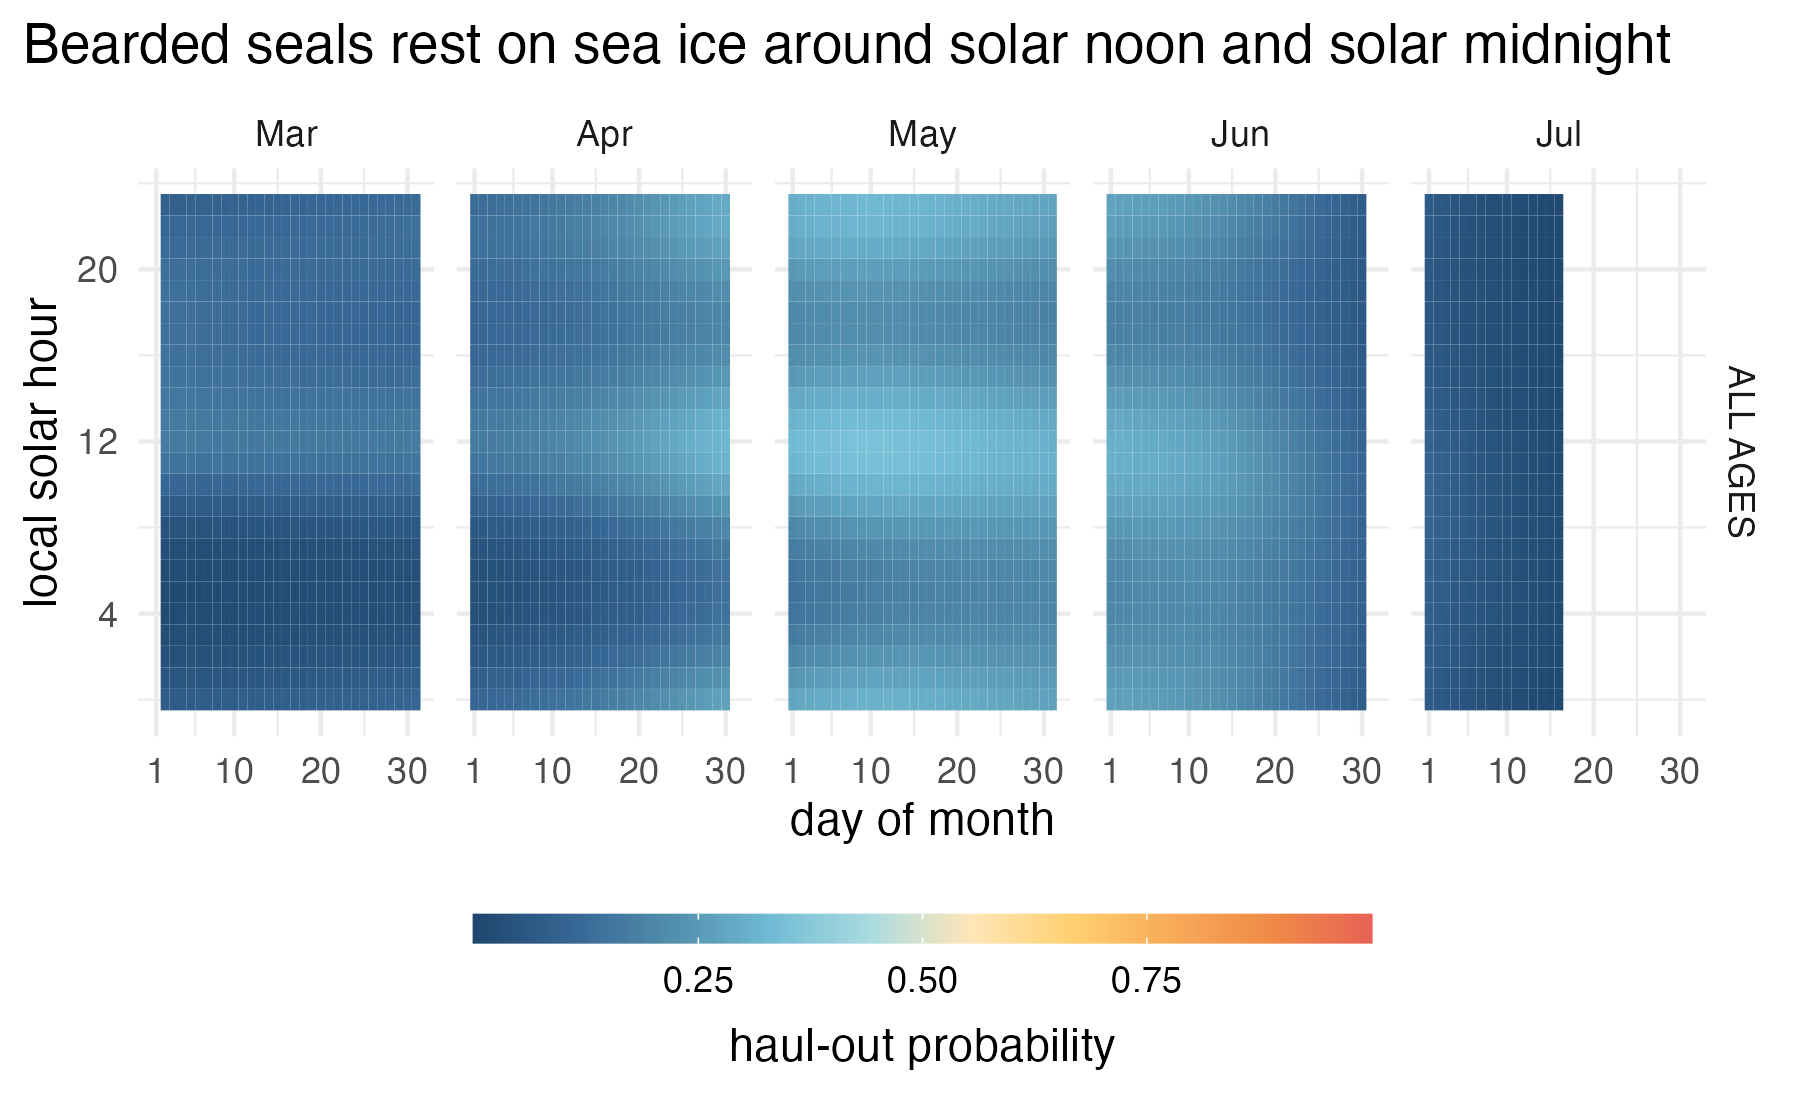 Bearded seals rest on sea ice around solar noon and solar midnight
Mar Apr May Jun Jul
20
12
4
local solar hour
ALL AGES
1 10 20 30 1 10 20 30 1 10 20 30 1 10 20 30 1 10 20 30
day of month
0.25 0.50 0.75
haul-out probability